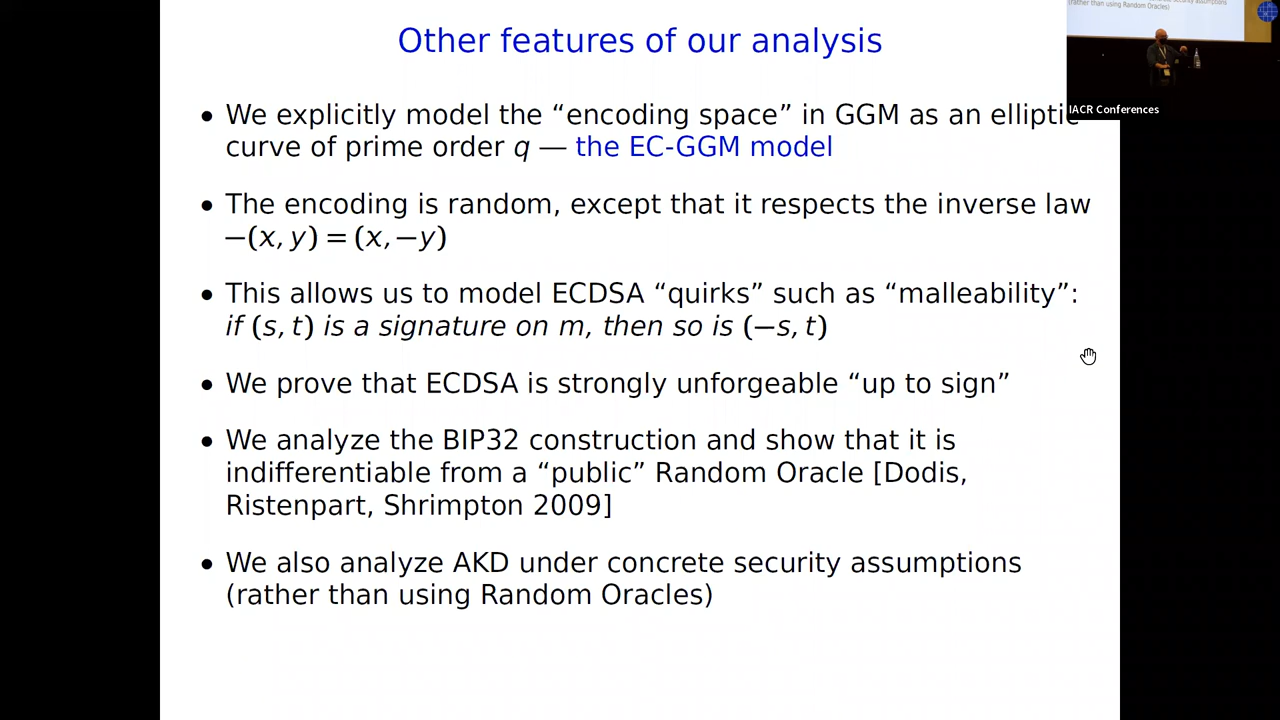 Other features of our analysis
(rather than using Random Oracles)
IACR Conferences
• We explicitly model the “encoding space” in GGM as an elliptic
curve of prime order q — the EC-GGM model
• The encoding is random, except that it respects the inverse law
−(x, y) = (x, −y)
• This allows us to model ECDSA “quirks” such as “malleability”:
if (s, t) is a signature on m, then so is (−s, t)
• We prove that ECDSA is strongly unforgeable “up to sign”
• We analyze the BIP32 construction and show that it is
indifferentiable from a “public” Random Oracle [Dodis,
Ristenpart, Shrimpton 2009]
• We also analyze AKD under concrete security assumptions
(rather than using Random Oracles)